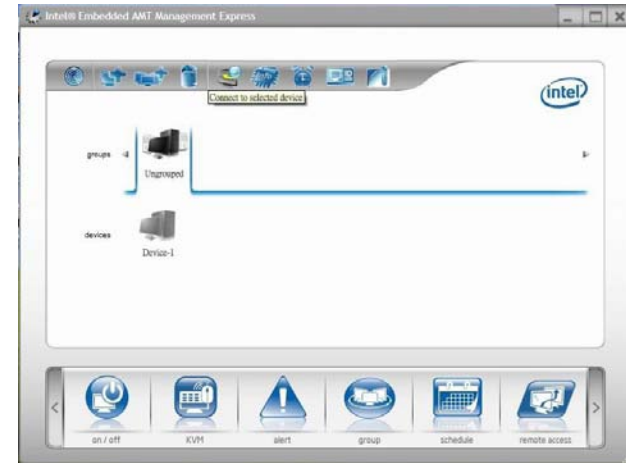 Intel® Embedded AMT Management Express
Connect to selected device
intel
groups
Ungrouped
devices
Device-1
on / off
KVM
alert
group
schedule
remote access